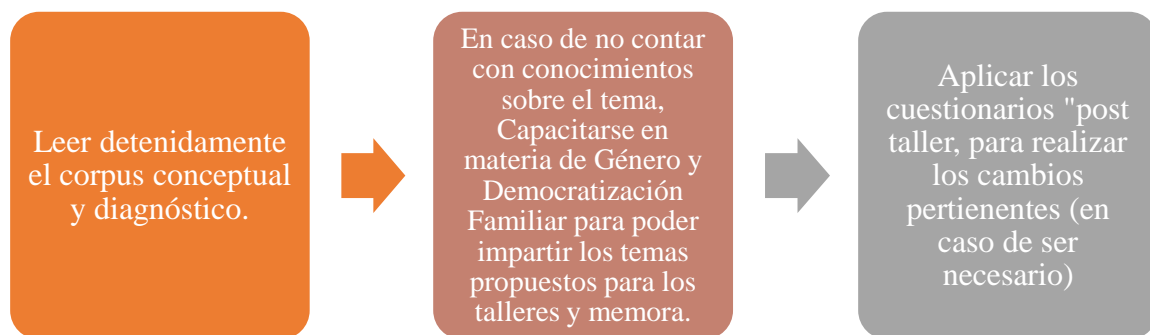 Leer detenidamente
el corpus conceptual
y diagnóstico.
En caso de no contar
con conocimientos
sobre el tema,
Capacitarse en
materia de Género y
Democratización
Familiar para poder
impartir los temas
propuestos para los
talleres y memora.
Aplicar los
cuestionarios "post
taller, para realizar
los cambios
pertienentes (en
caso de ser
necesario)